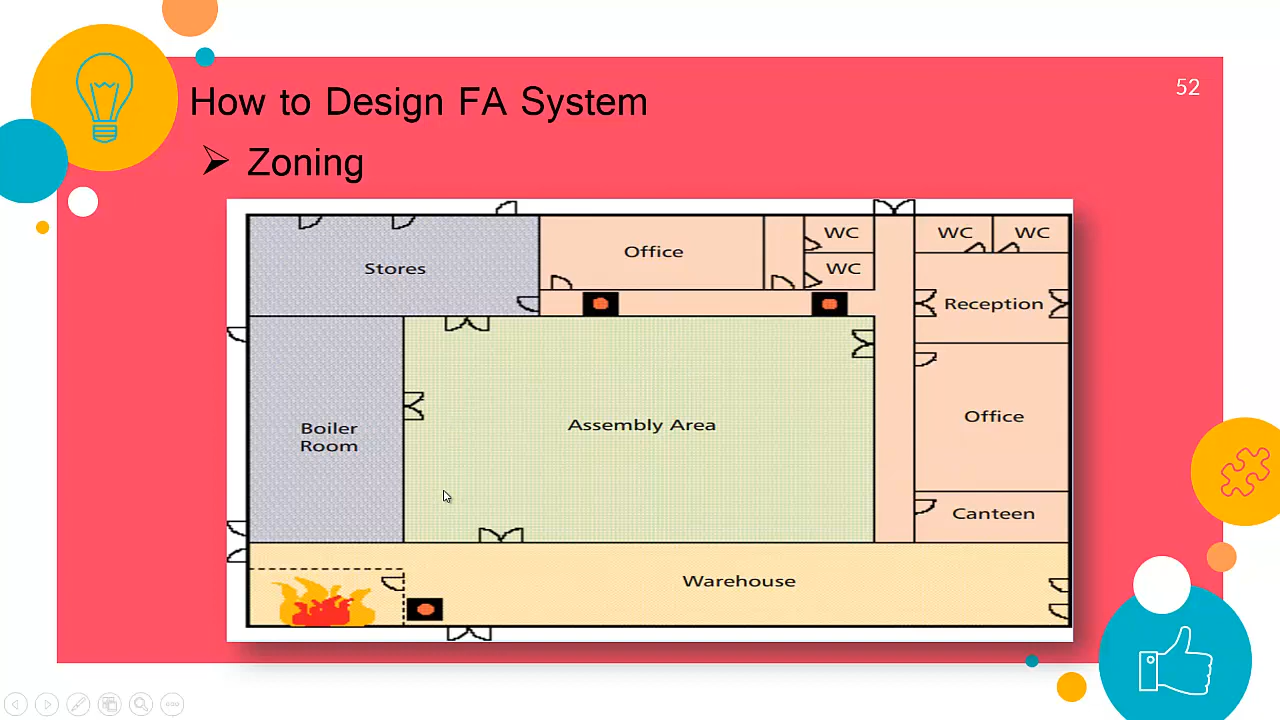 52
How to Design FA System
Zoning
Stores
Office
WC
WC
WC
WC
Reception
Boiler
Room
Assembly Area
Office
Canteen
Warehouse